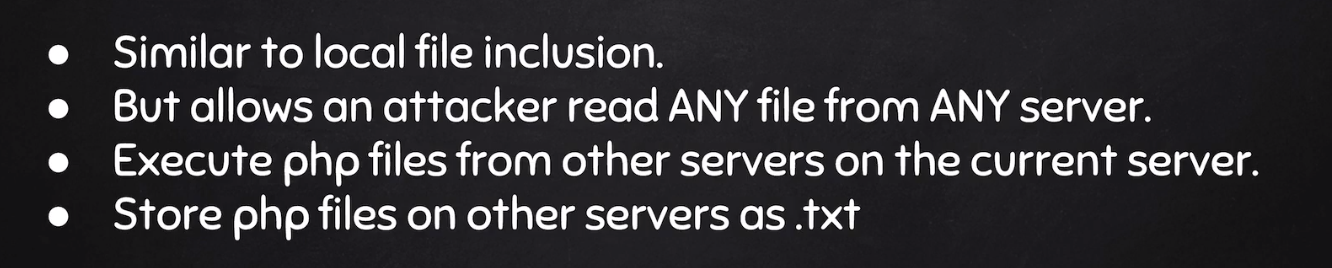 ● Similar to local file inclusion.
● But allows an attacker read ANY file from ANY server.
● Execute php files from other servers on the current server.
● Store php files on other servers as .txt